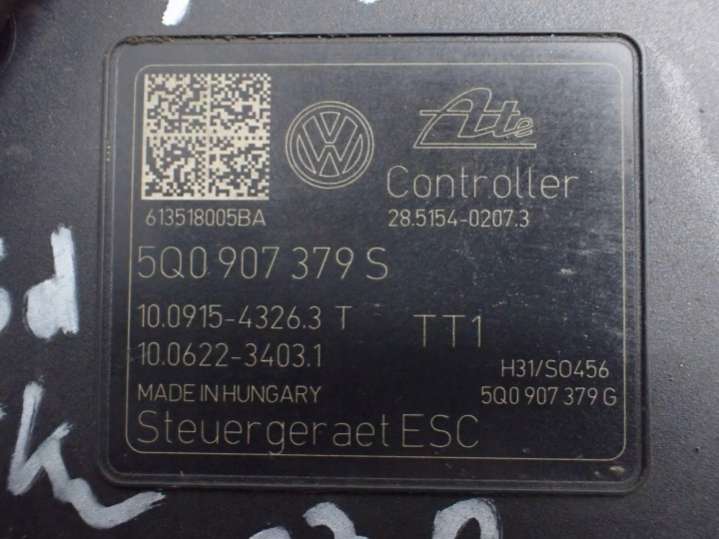 Ate
Controller
613518005BA
28.5154-0207.3
5Q0 907 379 S
10.0915-4326.3 T
TT1
10.0622-3403.1
H31/S0456
MADE IN HUNGARY
5Q0 907 379 G
Steuergeraet ESC